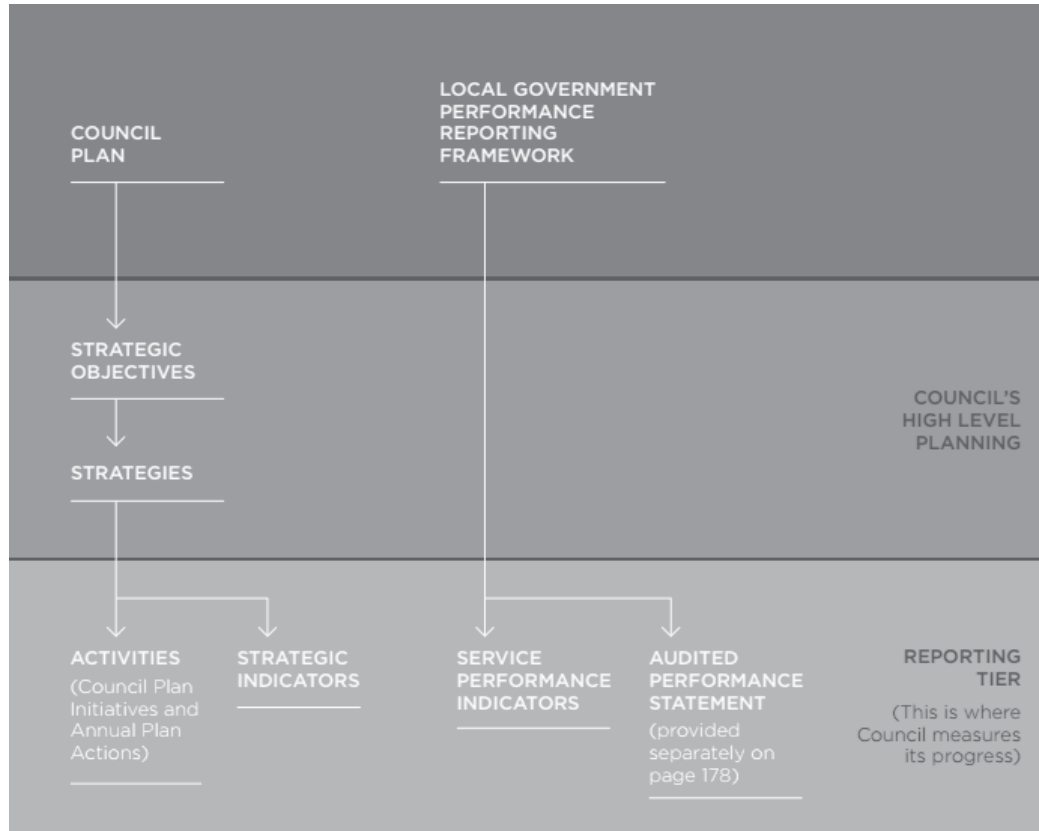 COUNCIL
PLAN
LOCAL GOVERNMENT
PERFORMANCE
REPORTING
FRAMEWORK
STRATEGIC
OBJECTIVES
STRATEGIES
COUNCIL'S
HIGH LEVEL
PLANNING
ACTIVITIES
(Council Plan
Initiatives and
Annual Plan
Actions)
STRATEGIC
INDICATORS
SERVICE
PERFORMANCE
INDICATORS
AUDITED
PERFORMANCE
STATEMENT
(provided
separately on
page 178)
REPORTING
TIER
(This is where
Council measures
its progress)